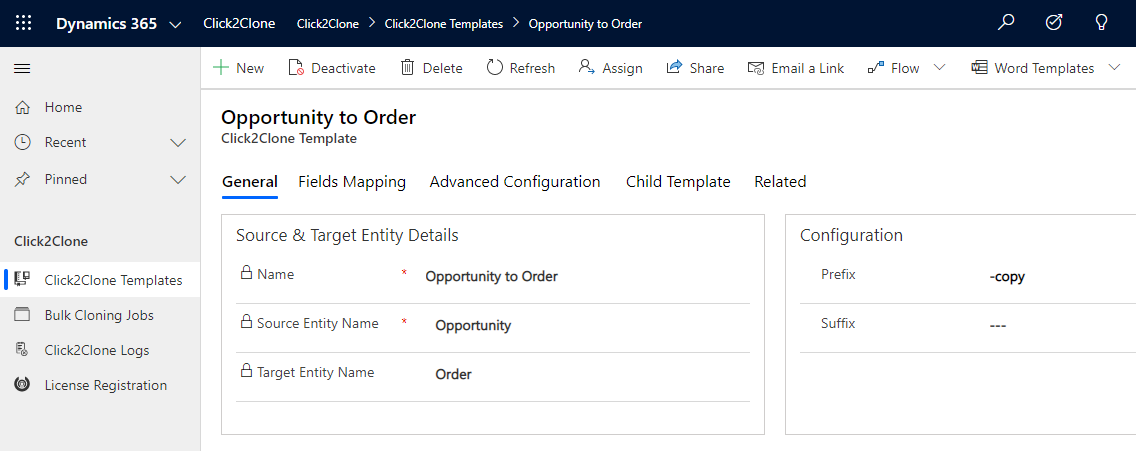 Dynamics 365 Click2Clone Click2Clone Click2Clone Templates Opportunity to Order
New Deactivate Delete Refresh Assign Share Email a Link Flow Word Templates
Home
Recent
Pinned
Click2Clone
Click2Clone Templates
Bulk Cloning Jobs
Click2Clone Logs
License Registration
Opportunity to Order
Click2Clone Template
General Fields Mapping Advanced Configuration Child Template Related
Source & Target Entity Details
Name * Opportunity to Order
Source Entity Name * Opportunity
Target Entity Name Order
Configuration
Prefix -copy
Suffix ---